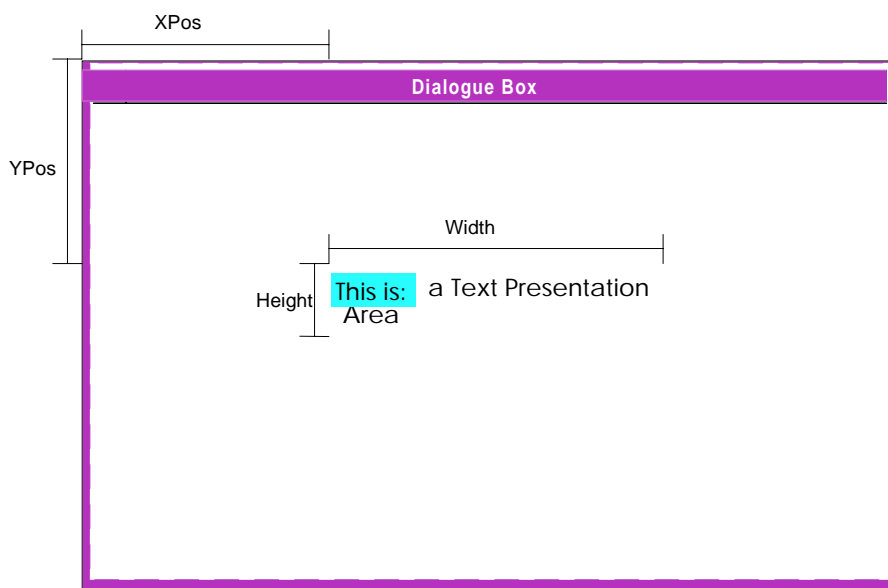 XPos
Dialogue Box
YPos
Width
Height
This is: a Text Presentation
Area